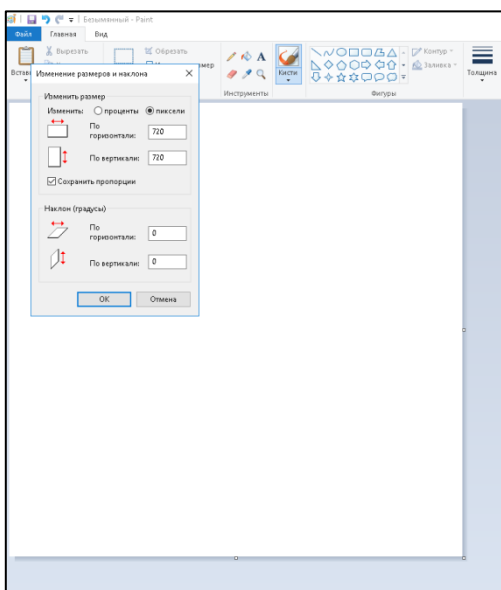 Безымянный - Paint
Файл Главная Вид
Вырезать
Обрезать
Контур
Заливка
Кисти
Толщина
Инструменты
Фигуры
Изменение размеров и наклона
Изменить размер
Изменить: проценты пиксели
По горизонтали: 720
По вертикали: 720
Сохранить пропорции
Наклон (градусы)
По горизонтали: 0
По вертикали: 0
OK Отмена